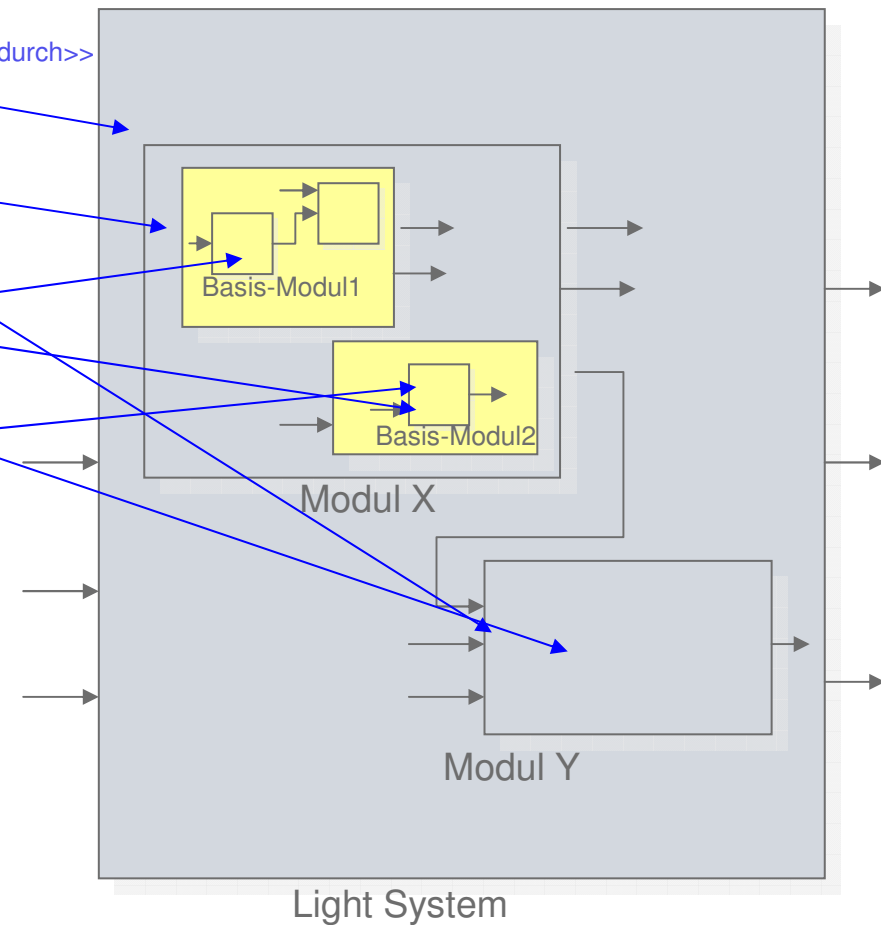 durch>>
Basis-Modul1
Basis-Modul2
Modul X
Modul Y
Light System